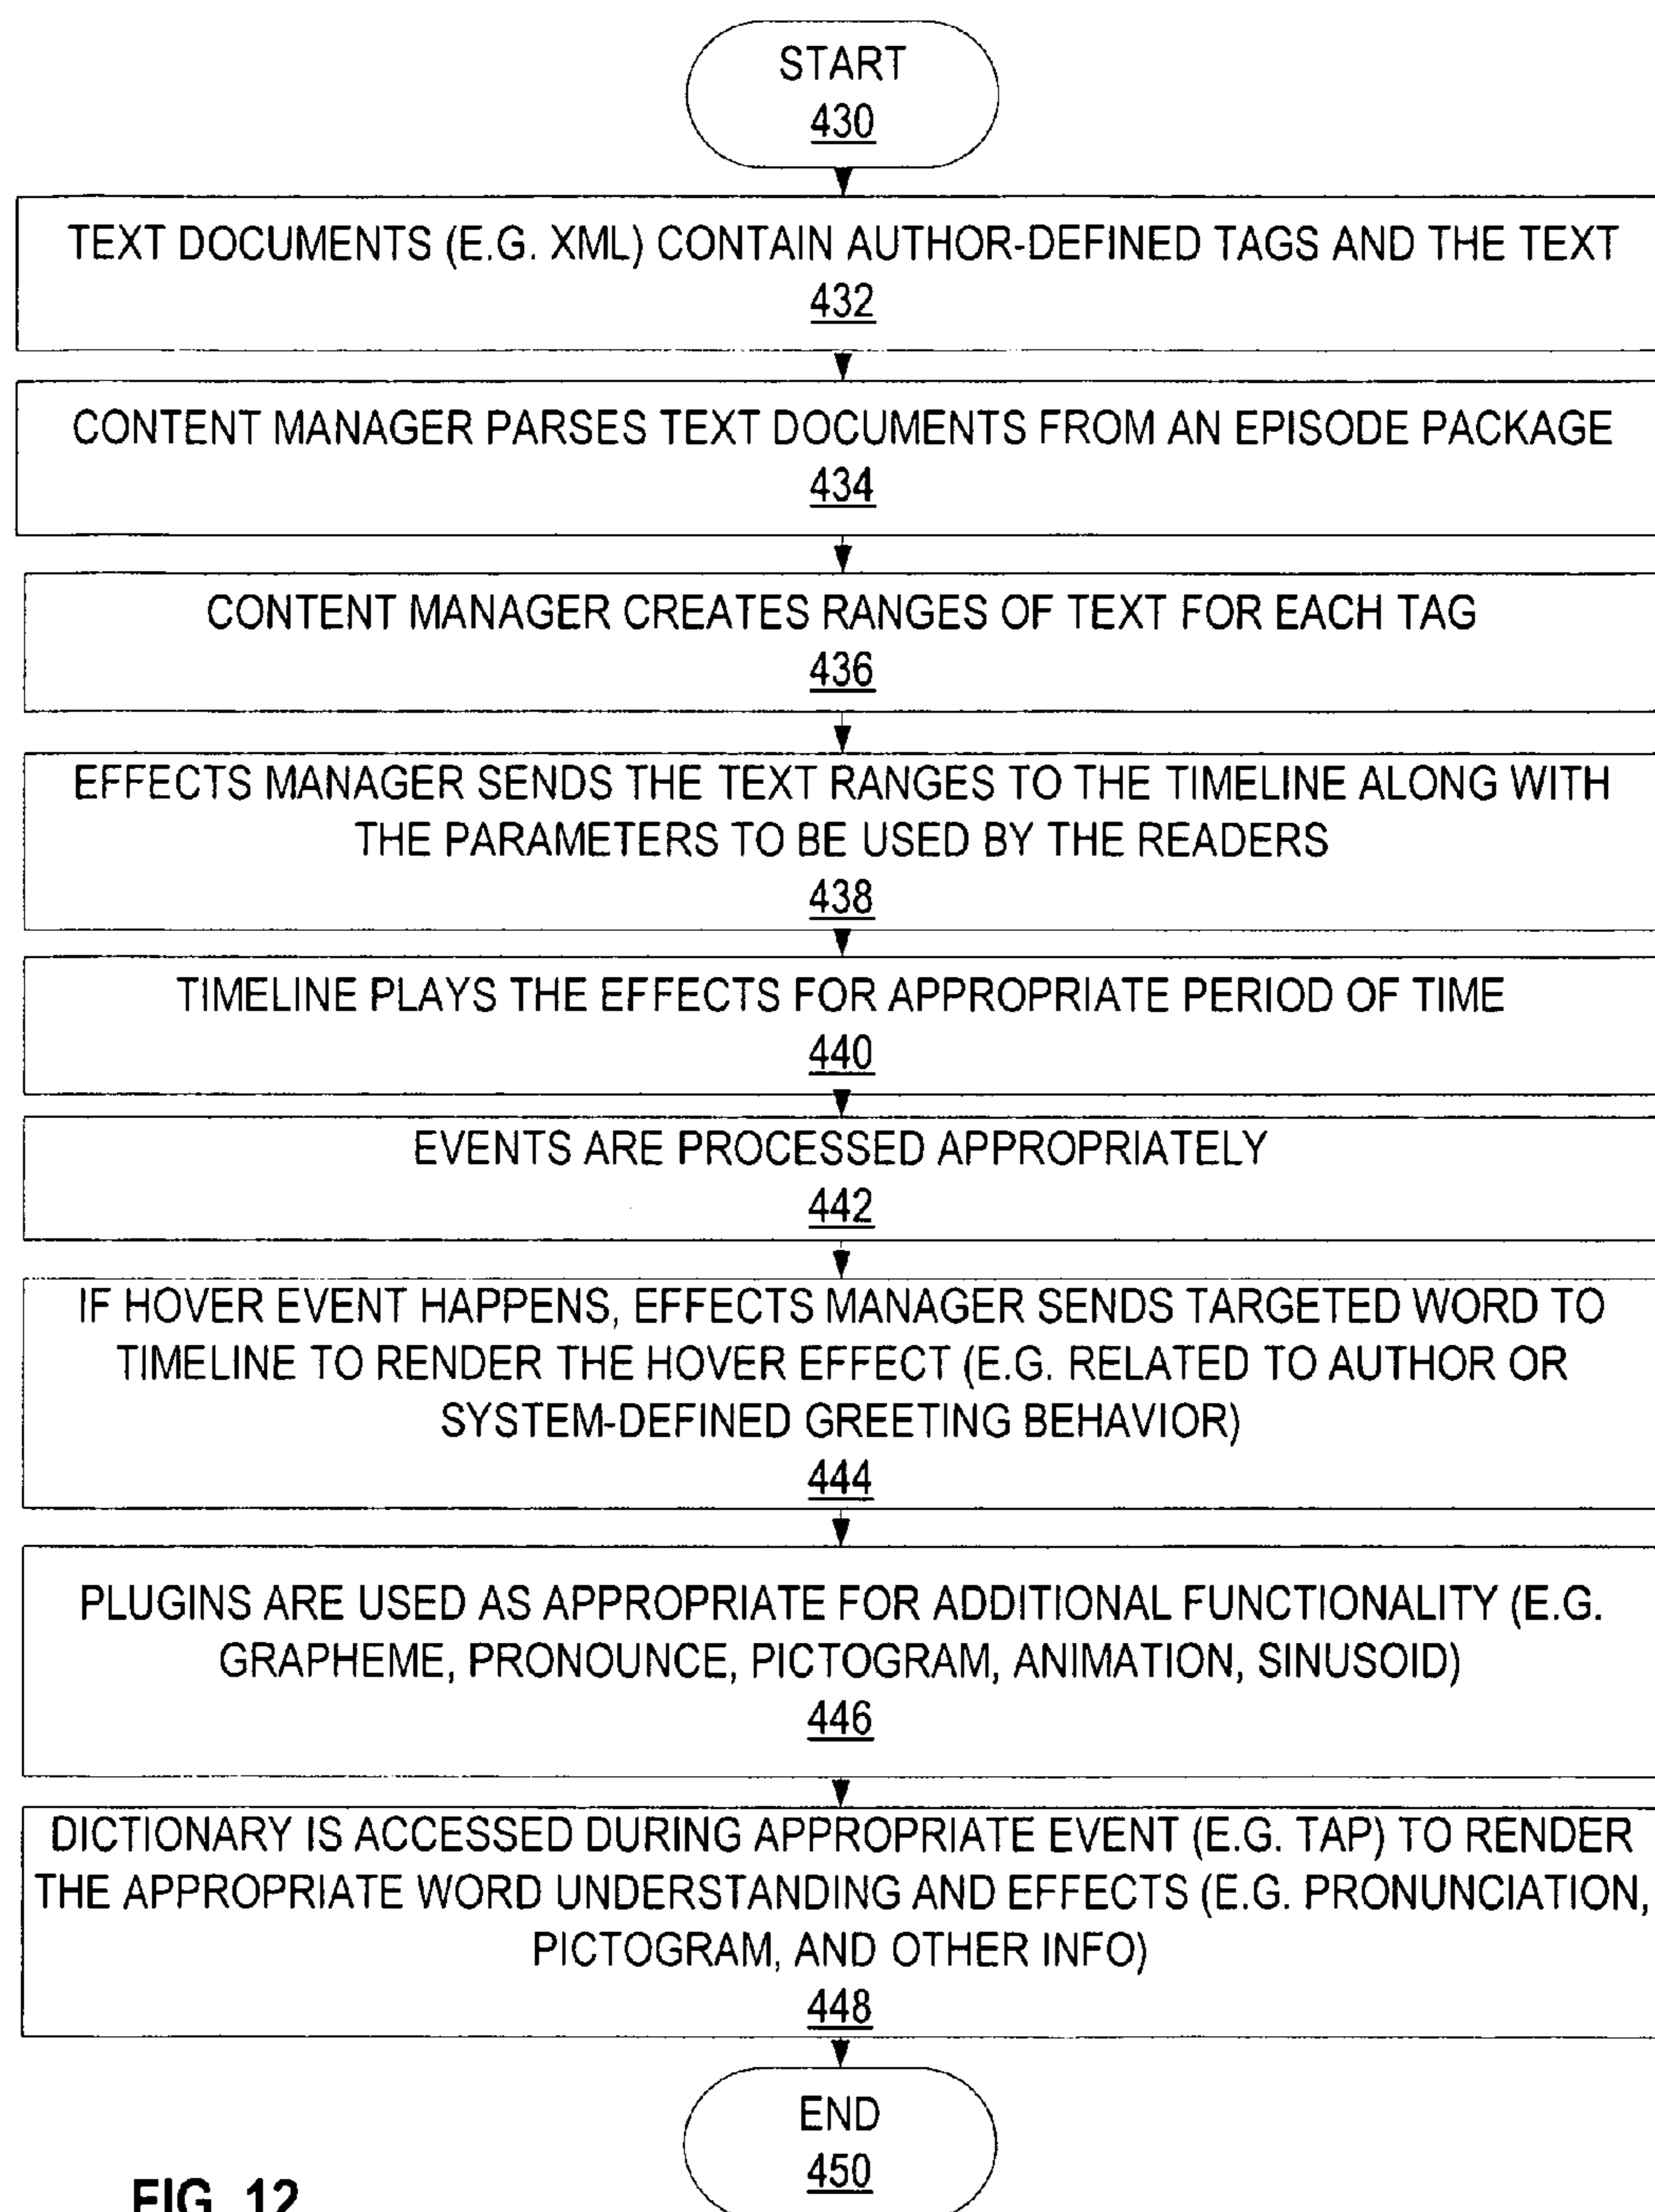 START
430
TEXT DOCUMENTS (E.G. XML) CONTAIN AUTHOR-DEFINED TAGS AND THE TEXT
432
CONTENT MANAGER PARSES TEXT DOCUMENTS FROM AN EPISODE PACKAGE
434
CONTENT MANAGER CREATES RANGES OF TEXT FOR EACH TAG
436
EFFECTS MANAGER SENDS THE TEXT RANGES TO THE TIMELINE ALONG WITH
THE PARAMETERS TO BE USED BY THE READERS
438
TIMELINE PLAYS THE EFFECTS FOR APPROPRIATE PERIOD OF TIME
440
EVENTS ARE PROCESSED APPROPRIATELY
442
IF HOVER EVENT HAPPENS, EFFECTS MANAGER SENDS TARGETED WORD TO
TIMELINE TO RENDER THE HOVER EFFECT (E.G. RELATED TO AUTHOR OR
SYSTEM-DEFINED GREETING BEHAVIOR)
444
PLUGINS ARE USED AS APPROPRIATE FOR ADDITIONAL FUNCTIONALITY (E.G.
GRAPHEME, PRONOUNCE, PICTOGRAM, ANIMATION, SINUSOID)
446
DICTIONARY IS ACCESSED DURING APPROPRIATE EVENT (E.G. TAP) TO RENDER
THE APPROPRIATE WORD UNDERSTANDING AND EFFECTS (E.G. PRONUNCIATION,
PICTOGRAM, AND OTHER INFO)
448
END
450
FIG. 12